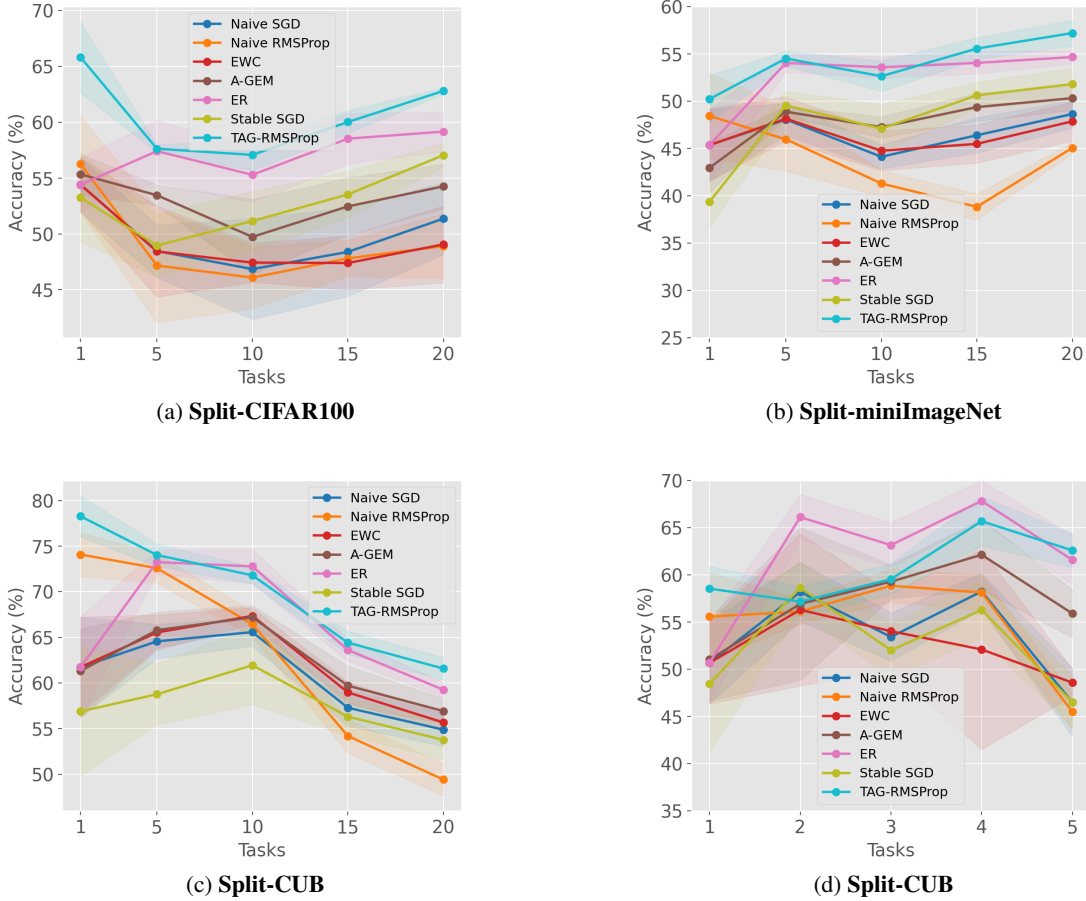 70
65
60
55
50
45
Accuracy (%)
Naive SGD
Naive RMSProp
EWC
A-GEM
ER
Stable SGD
TAG-RMSProp
1 5 10 15 20
Tasks
(a) Split-CIFAR100
60
55
50
45
40
35
30
25
Accuracy (%)
Naive SGD
Naive RMSProp
EWC
A-GEM
ER
Stable SGD
TAG-RMSProp
1 5 10 15 20
Tasks
(b) Split-miniImageNet
80
75
70
65
60
55
50
Accuracy (%)
Naive SGD
Naive RMSProp
EWC
A-GEM
ER
Stable SGD
TAG-RMSProp
1 5 10 15 20
Tasks
(c) Split-CUB
70
65
60
55
50
45
40
35
Accuracy (%)
Naive SGD
Naive RMSProp
EWC
A-GEM
ER
Stable SGD
TAG-RMSProp
1 2 3 4 5
Tasks
(d) Split-CUB